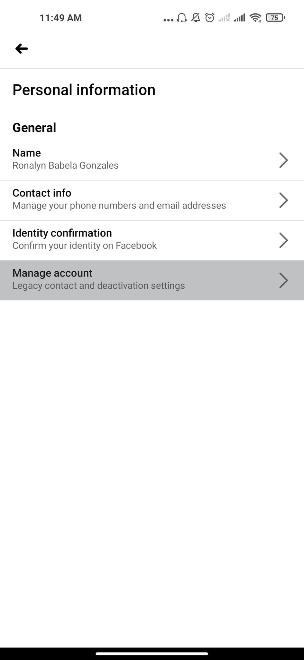 11:49 AM
75
Personal information
General
Name
Ronalyn Babela Gonzales
Contact info
Manage your phone numbers and email addresses
Identity confirmation
Confirm your identity on Facebook
Manage account
Legacy contact and deactivation settings